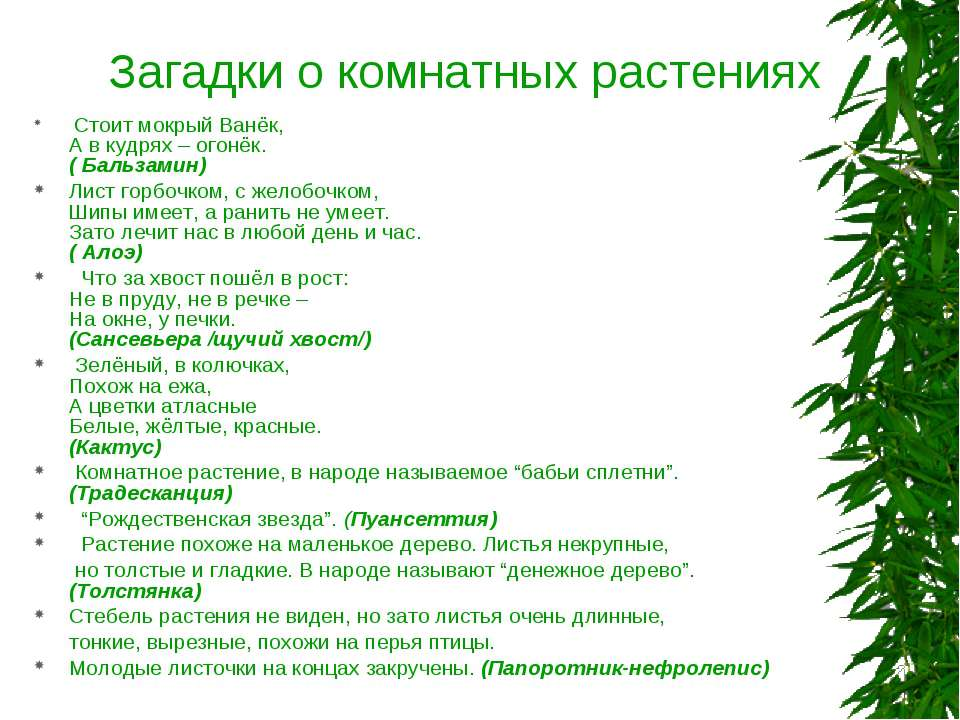 Загадки о комнатных растениях
Стоит мокрый Ванёк,
А в кудрях – огонёк.
( Бальзамин)
Лист горбочком, с желобочком,
Шипы имеет, а ранить не умеет.
Зато лечит нас в любой день и час.
( Алоэ)
Что за хвост пошёл в рост:
Не в пруду, не в речке –
На окне, у печки.
(Сансевьера /щучий хвост/)
Зелёный, в колючках,
Похож на ежа,
А цветки атласные
Белые, жёлтые, красные.
(Кактус)
Комнатное растение, в народе называемое “бабьи сплетни”.
(Традесканция)
“Рождественская звезда”. (Пуансеттия)
Растение похоже на маленькое дерево. Листья некрупные,
но толстые и гладкие. В народе называют “денежное дерево”.
(Толстянка)
Стебель растения не виден, но зато листья очень длинные,
тонкие, вырезные, похожи на перья птицы.
Молодые листочки на концах закручены. (Папоротник-нефролепис)